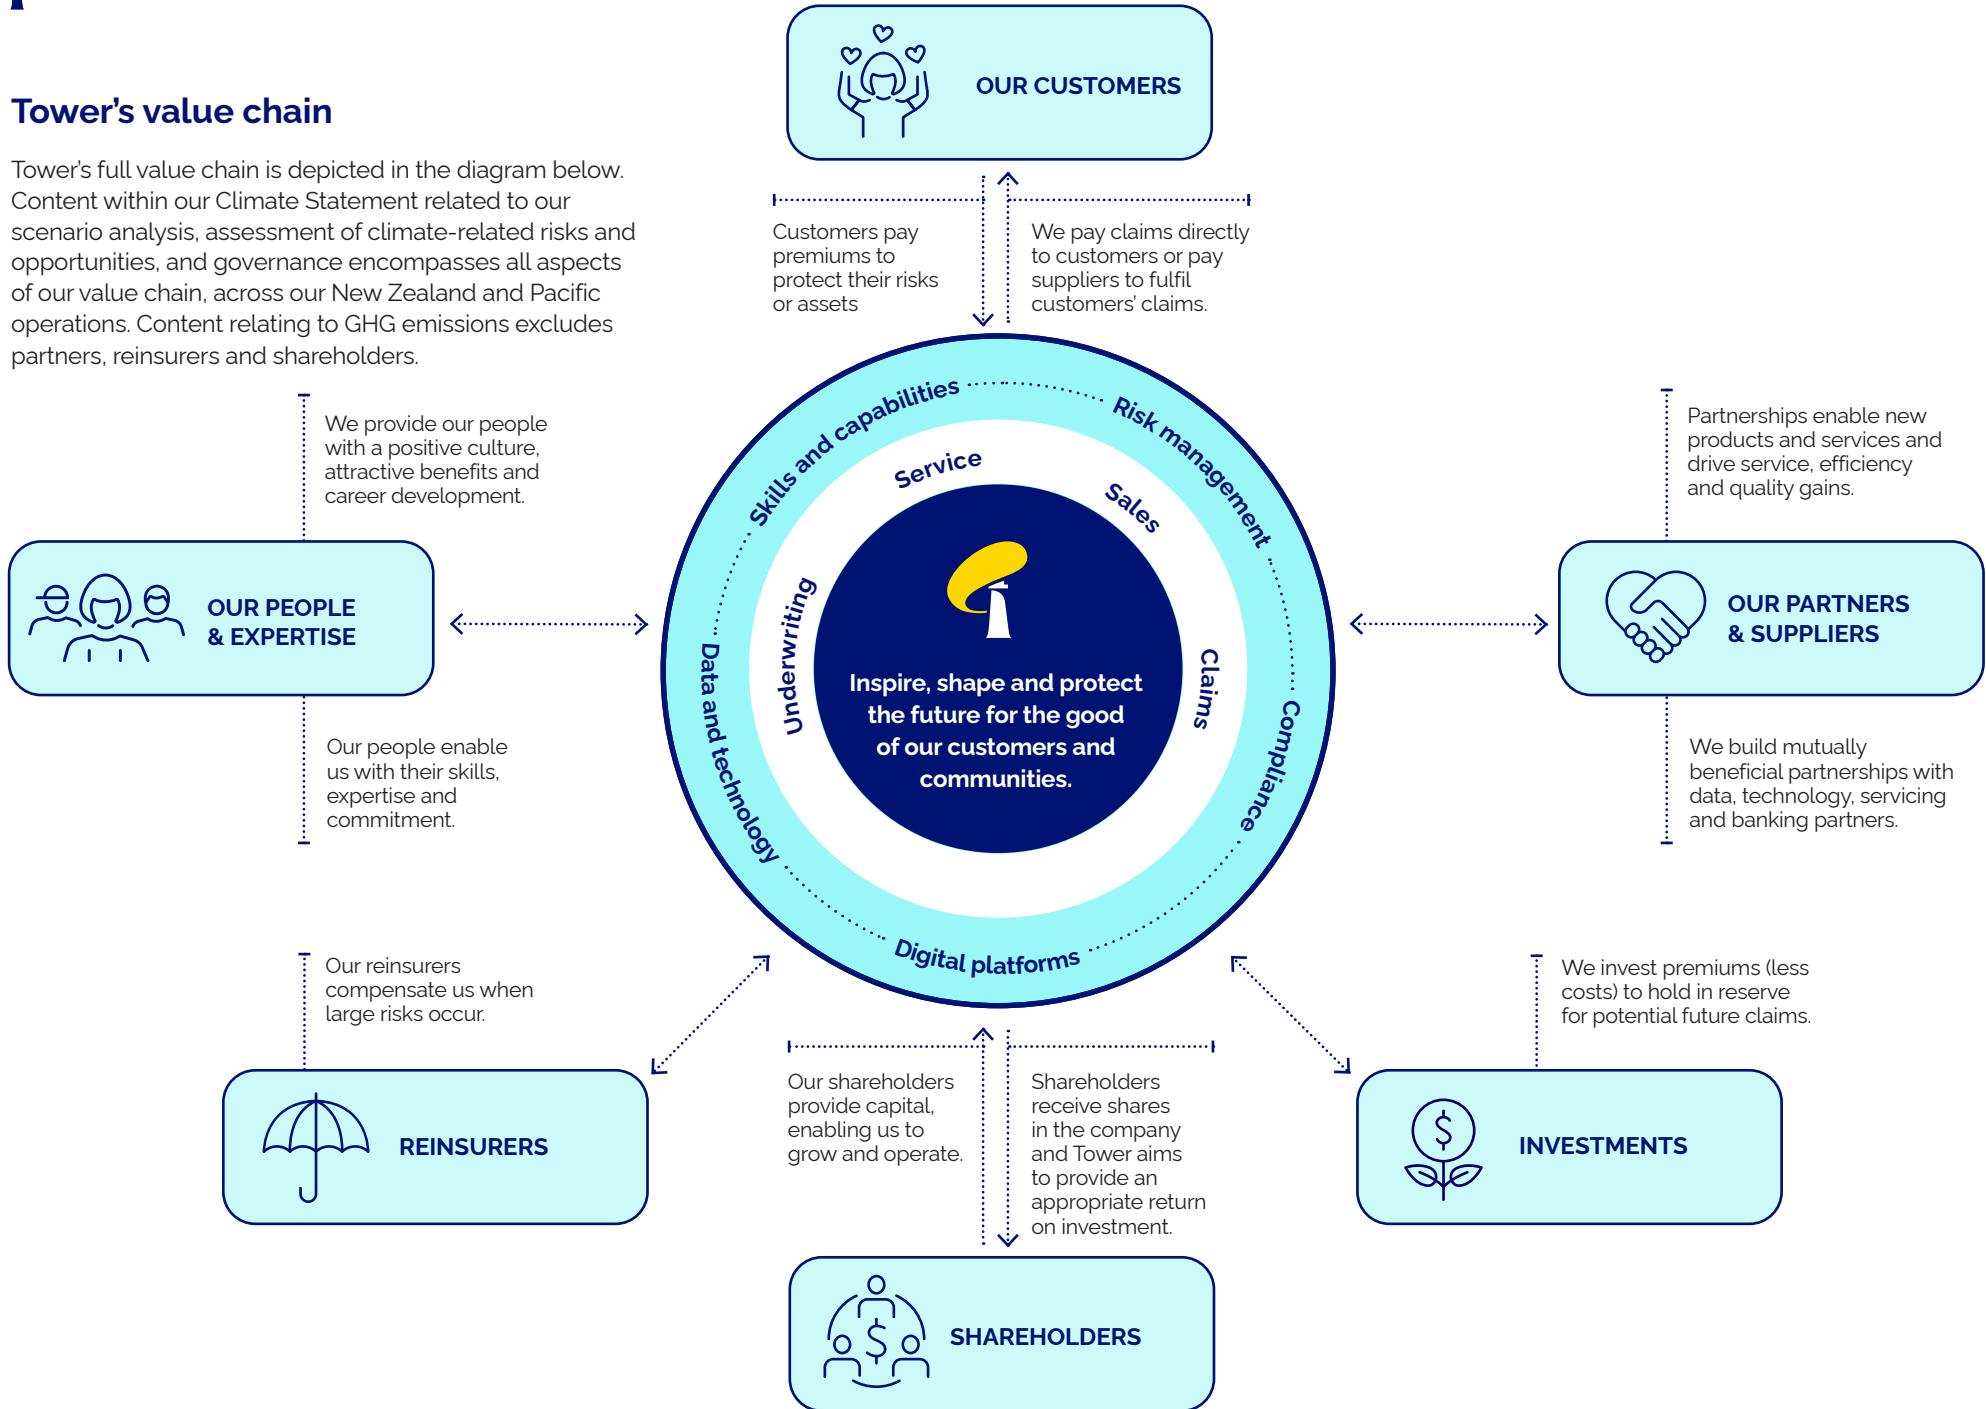 Tower's value chain
Tower's full value chain is depicted in the diagram below.
Content within our Climate Statement related to our
scenario analysis, assessment of climate-related risks and
opportunities, and governance encompasses all aspects
of our value chain, across our New Zealand and Pacific
operations. Content relating to GHG emissions excludes
partners, reinsurers and shareholders.
OUR CUSTOMERS
Customers pay
premiums to
protect their risks
or assets
We pay claims directly
to customers or pay
suppliers to fulfil
customers' claims.
We provide our people
with a positive culture,
attractive benefits and
career development.
OUR PEOPLE
& EXPERTISE
Our people enable
us with their skills,
expertise and
commitment.
Skills and capabilities
Risk management
Compliance
Digital platforms
Data and technology
Service
Sales
Claims
Underwriting
Inspire, shape and protect
the future for the good
of our customers and
communities.
Partnerships enable new
products and services and
drive service, efficiency
and quality gains.
OUR PARTNERS
& SUPPLIERS
We build mutually
beneficial partnerships with
data, technology, servicing
and banking partners.
Our reinsurers
compensate us when
large risks occur.
REINSURERS
Our shareholders
provide capital,
enabling us to
grow and operate.
Shareholders
receive shares
in the company
and Tower aims
to provide an
appropriate return
on investment.
SHAREHOLDERS
We invest premiums (less
costs) to hold in reserve
for potential future claims.
INVESTMENTS